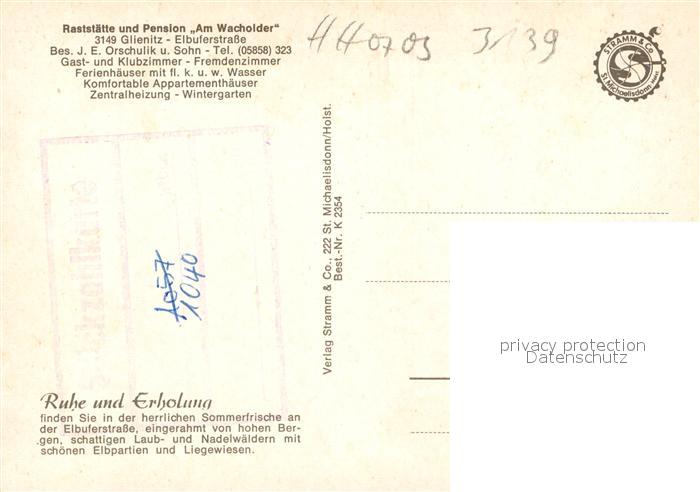 Raststätte und Pension „Am Wacholder“
3149 Glienitz - Elbuferstraße
Bes. J. E. Orschulik u. Sohn - Tel. (05858) 323
Gast- und Klubzimmer - Fremdenzimmer
Ferienhäuser mit fl. k. u. w. Wasser
Komfortable Appartementhäuser
Zentralheizung - Wintergarten
HH0703 3139
STRAMM & Co
St. Michaelisdonn
Verlag Stramm & Co., 222 St. Michaelisdonn/Holst.
Best.-Nr. K 2354
1040
privacy protection
Datenschutz
Ruhe und Erholung
finden Sie in der herrlichen Sommerfrische an
der Elbuferstraße, eingerahmt von hohen Ber-
gen, schattigen Laub- und Nadelwäldern mit
schönen Elbpartien und Liegewiesen.